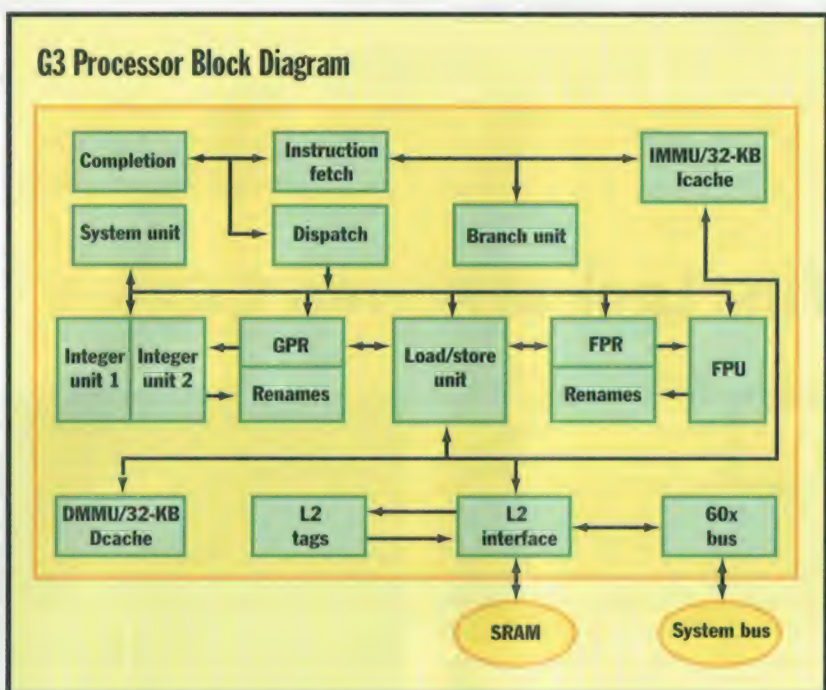 G3 Processor Block Diagram
Completion
Instruction
fetch
IMMU/32-KB
Icache
System unit
Dispatch
Branch unit
Integer
unit 1
Integer
unit 2
GPR
Renames
Load/store
unit
FPR
Renames
FPU
DMMU/32-KB
Dcache
L2
tags
L2
interface
60x
bus
SRAM
System bus